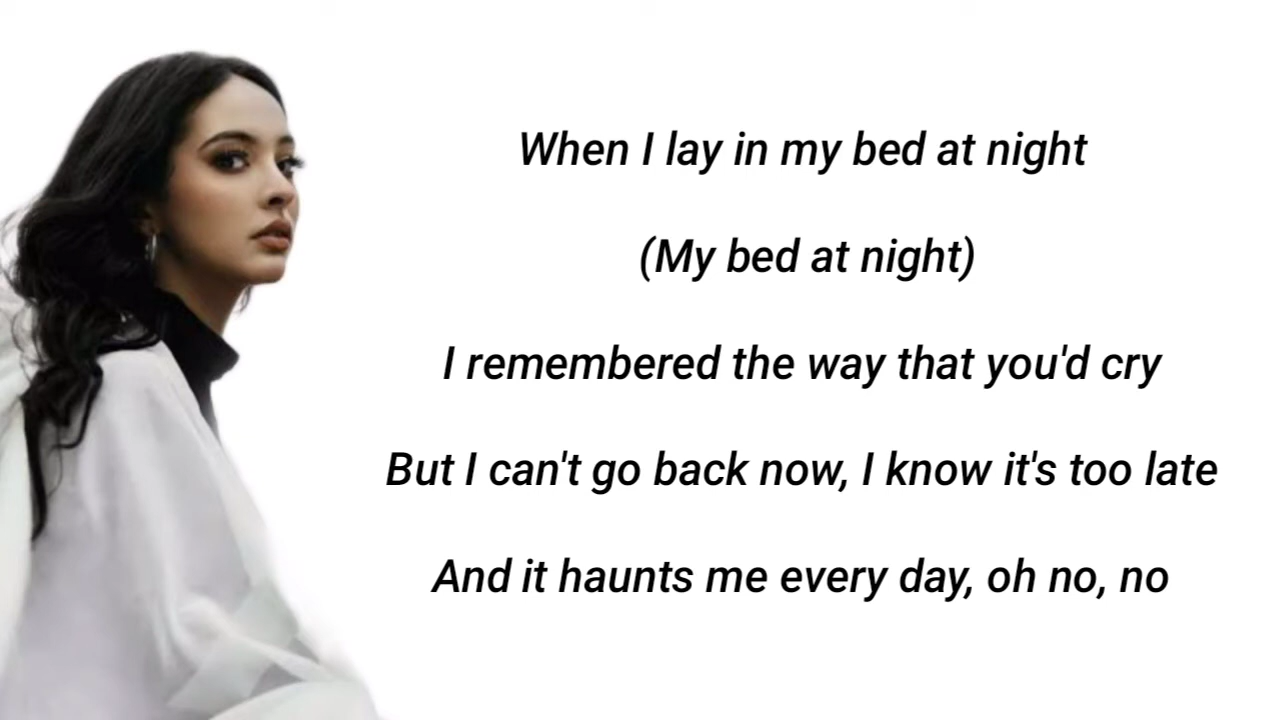 When I lay in my bed at night
(My bed at night)
I remembered the way that you'd cry
But I can't go back now, I know it's too late
And it haunts me every day, oh no, no